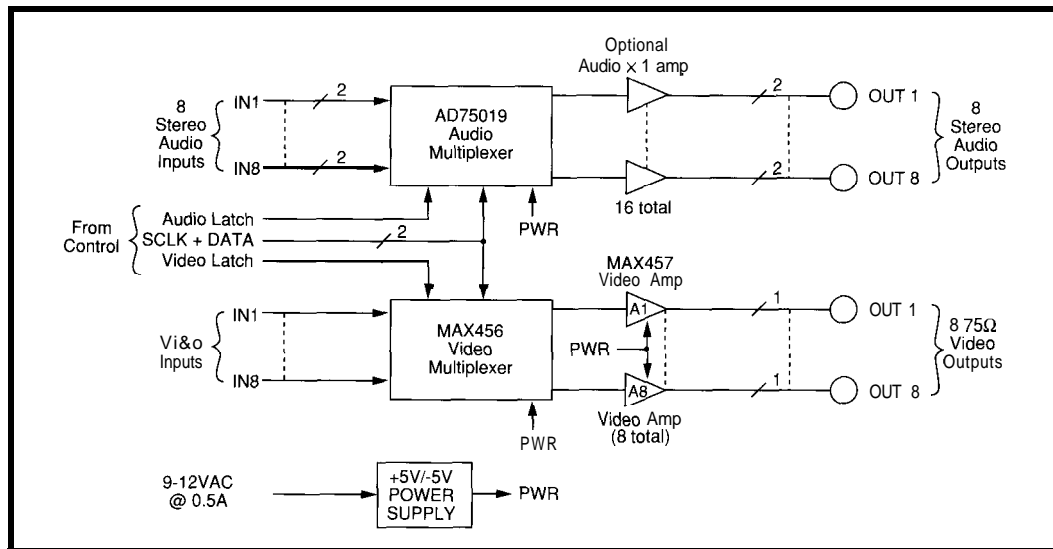 Optional
Audio × 1 amp
8
Stereo
Audio
Inputs
IN1
2
IN8
2
AD75019
Audio
Multiplexer
2
OUT 1
2
OUT 8
8
Stereo
Audio
Outputs
16 total
PWR
From
Control
Audio Latch
SCLK + DATA
2
Video Latch
MAX457
Video Amp
Vi&o
Inputs
IN1
IN8
MAX456
Video
Multiplexer
A1
PWR
A8
1
OUT 1
1
OUT 8
8 75Ω
Video
Outputs
Video Amp
(8 total)
PWR
9-12VAC
@ 0.5A
+5V/-5V
POWER
SUPPLY
PWR